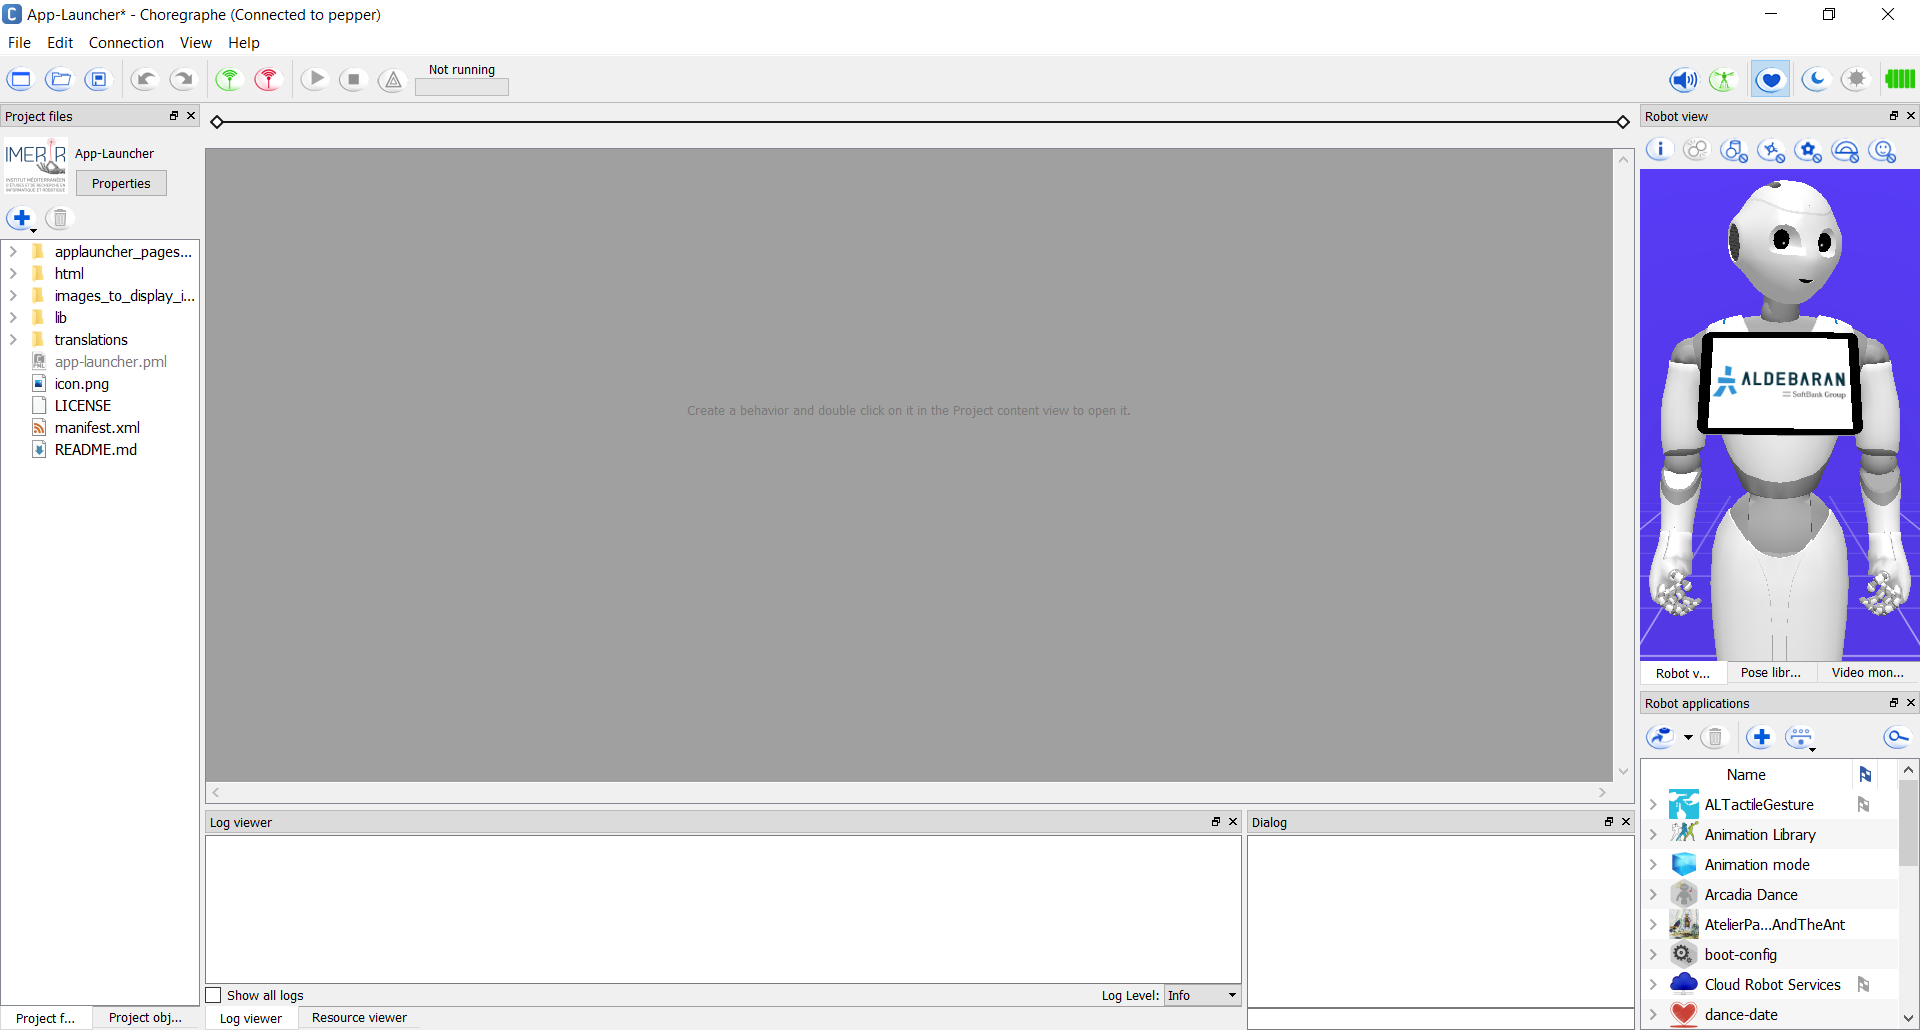 App-Launcher* - Choregraphe (Connected to pepper)
File Edit Connection View Help
Not running
Project files
IMERIR
INSTITUT MÉDITERRANÉEN
D'ÉTUDES ET DE RECHERCHE EN
INFORMATIQUE ET ROBOTIQUE
App-Launcher
Properties
applauncher_pages...
html
images_to_display_i...
lib
translations
app-launcher.pml
icon.png
LICENSE
manifest.xml
README.md
Project f...
Project obj...
Create a behavior and double click on it in the Project content view to open it.
Log viewer
Show all logs
Log Level: Info
Log viewer
Resource viewer
Dialog
Robot view
ALDEBARAN
SoftBank Group
Robot v...
Pose libr...
Video mon...
Robot applications
Name
ALTactileGesture
Animation Library
Animation mode
Arcadia Dance
AtelierPa...AndTheAnt
boot-config
Cloud Robot Services
dance-date